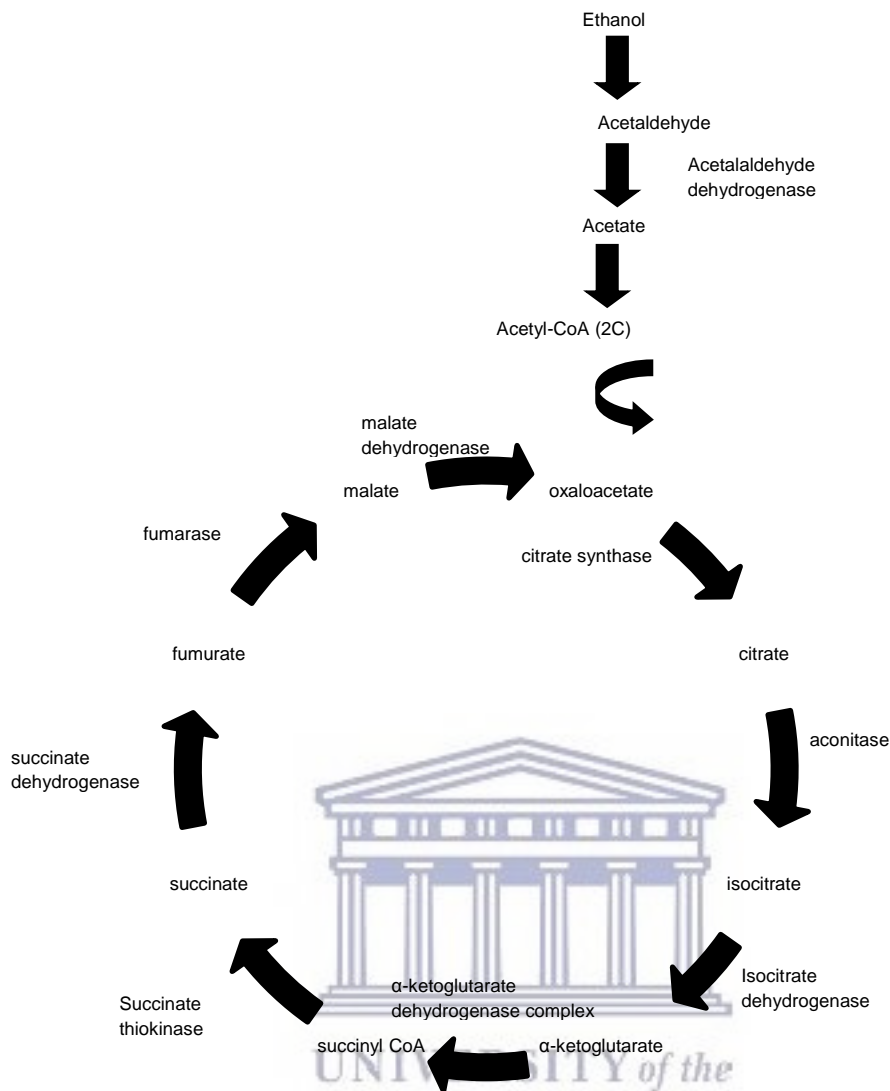 Ethanol
Acetaldehyde
Acetalaldehyde
dehydrogenase
Acetate
Acetyl-CoA (2C)
malate
dehydrogenase
malate
oxaloacetate
fumarase
citrate synthase
fumurate
citrate
succinate
dehydrogenase
aconitase
succinate
isocitrate
α-ketoglutarate
dehydrogenase complex
Isocitrate
dehydrogenase
Succinate
thiokinase
succinyl CoA
α-ketoglutarate
UNIVERSITY of the